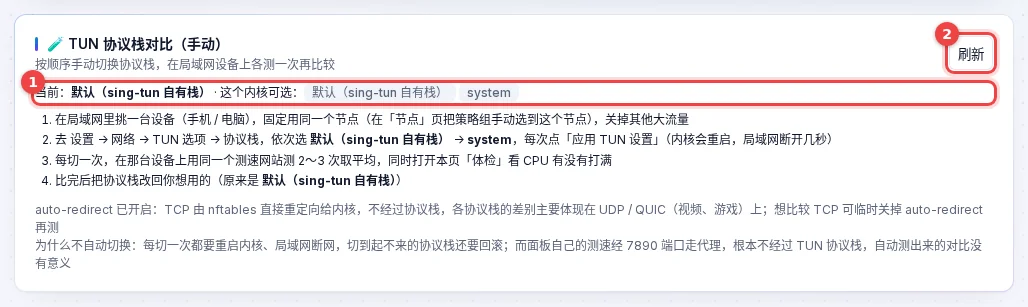 🧪 TUN 协议栈对比（手动）
2
刷新
按顺序手动切换协议栈，在局域网设备上各测一次再比较
1
当前：默认（sing-tun 自有栈） · 这个内核可选： 默认（sing-tun 自有栈） system
1. 在局域网里挑一台设备（手机 / 电脑），固定用同一个节点（在「节点」页把策略组手动选到这个节点），关掉其他大流量
2. 去 设置 → 网络 → TUN 选项 → 协议栈，依次选 默认（sing-tun 自有栈） → system，每次点「应用 TUN 设置」（内核会重启，局域网断开几秒）
3. 每切一次，在那台设备上用同一个测速网站测 2～3 次取平均，同时打开本页「体检」看 CPU 有没有打满
4. 比完后把协议栈改回你想用的（原来是 默认（sing-tun 自有栈））
auto-redirect 已开启：TCP 由 nftables 直接重定向给内核，不经过协议栈，各协议栈的差别主要体现在 UDP / QUIC（视频、游戏）上；想比较 TCP 可临时关掉 auto-redirect
再测
为什么不自动切换：每切一次都要重启内核、局域网断网，切到起不来的协议栈还要回滚；而面板自己的测速经 7890 端口走代理，根本不经过 TUN 协议栈，自动测出来的对比没
有意义